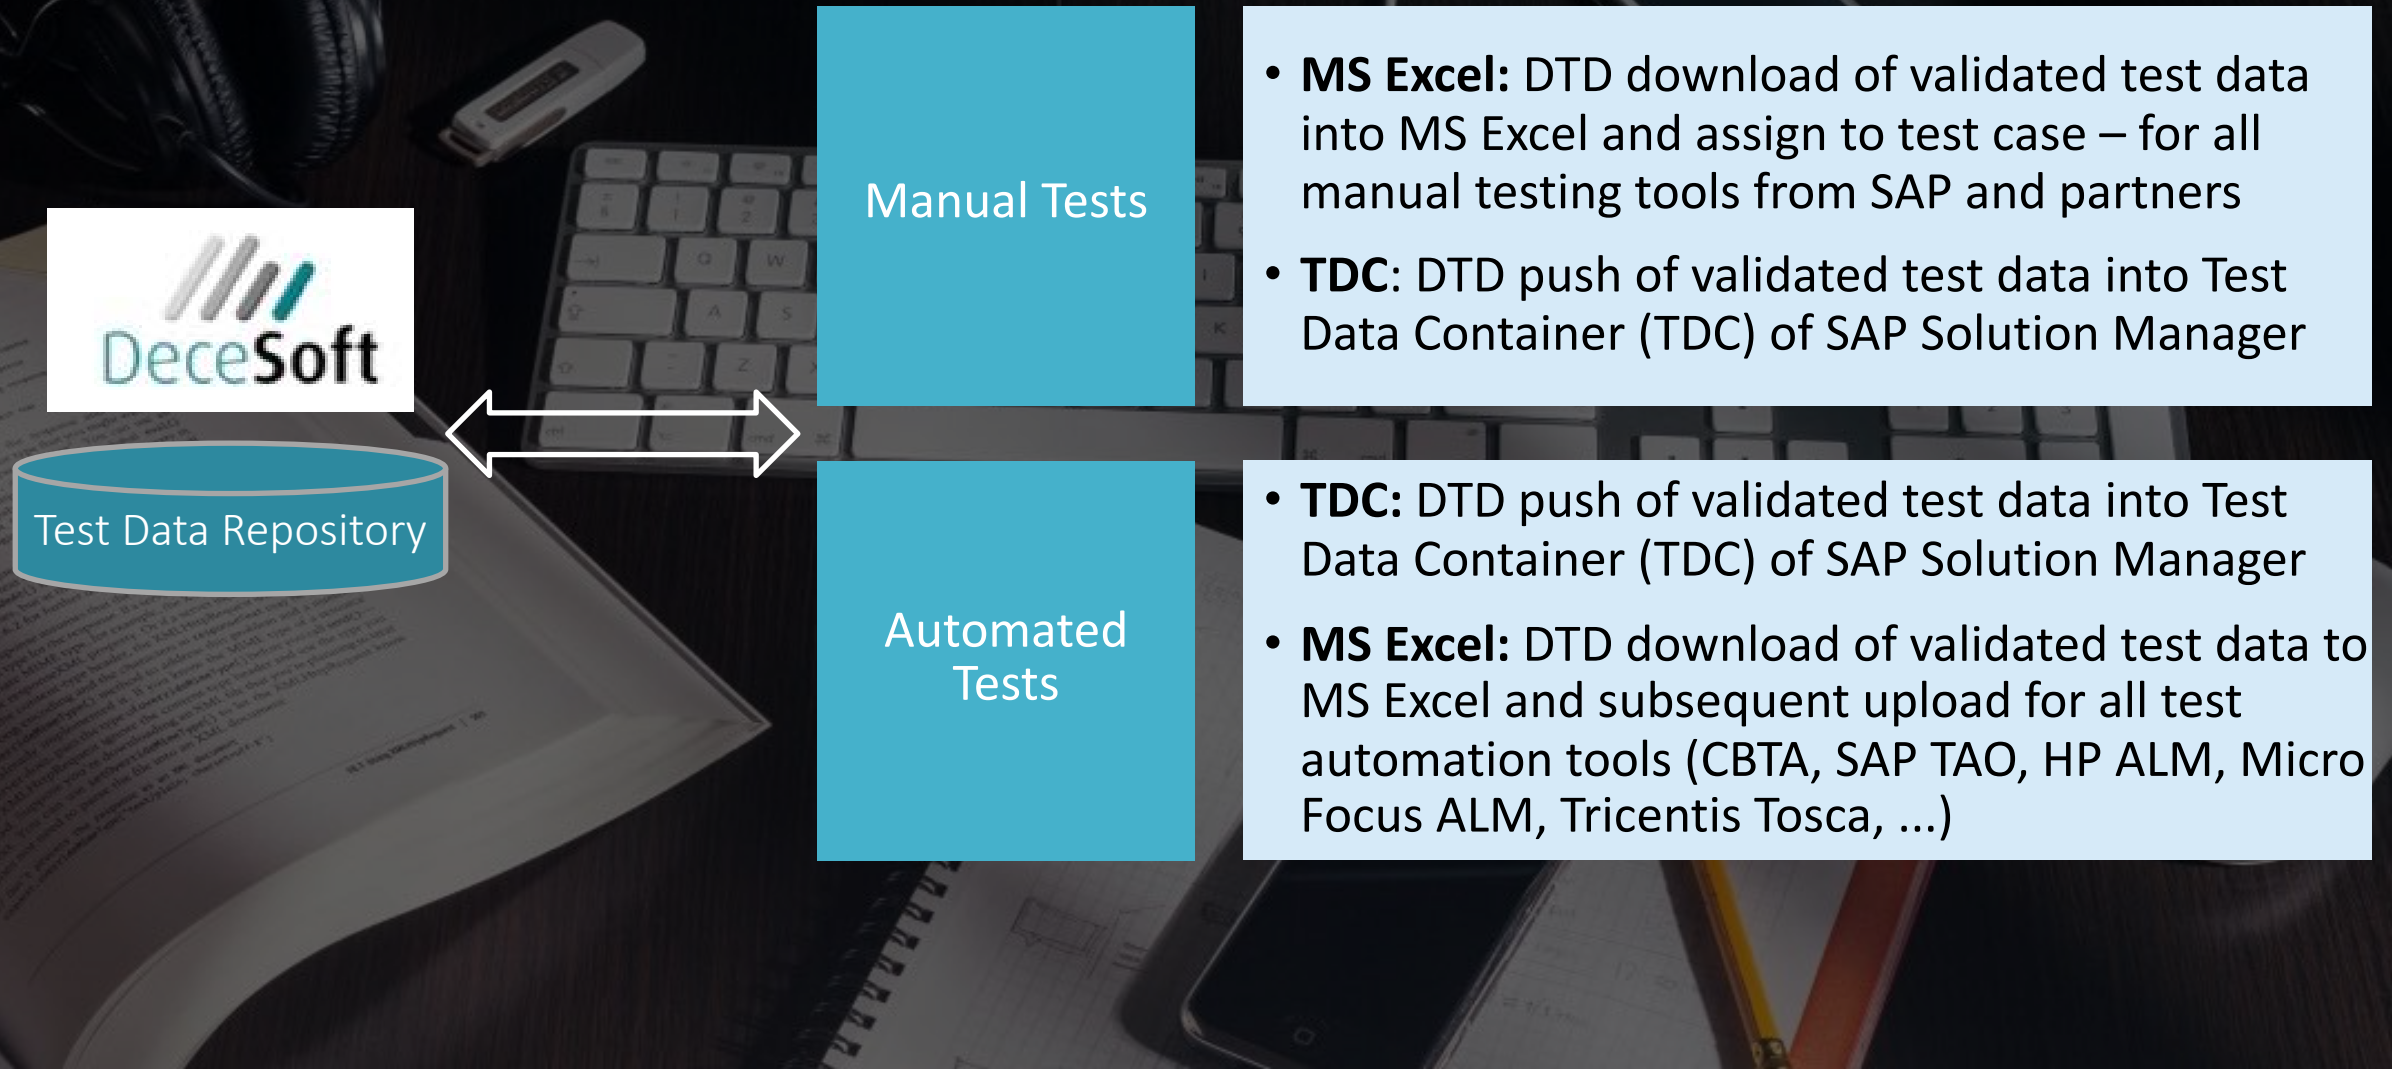 DeceSoft
Test Data Repository
Manual Tests
• MS Excel: DTD download of validated test data
into MS Excel and assign to test case – for all
manual testing tools from SAP and partners
• TDC: DTD push of validated test data into Test
Data Container (TDC) of SAP Solution Manager
Automated
Tests
• TDC: DTD push of validated test data into Test
Data Container (TDC) of SAP Solution Manager
• MS Excel: DTD download of validated test data to
MS Excel and subsequent upload for all test
automation tools (CBTA, SAP TAO, HP ALM, Micro
Focus ALM, Tricentis Tosca, ...)